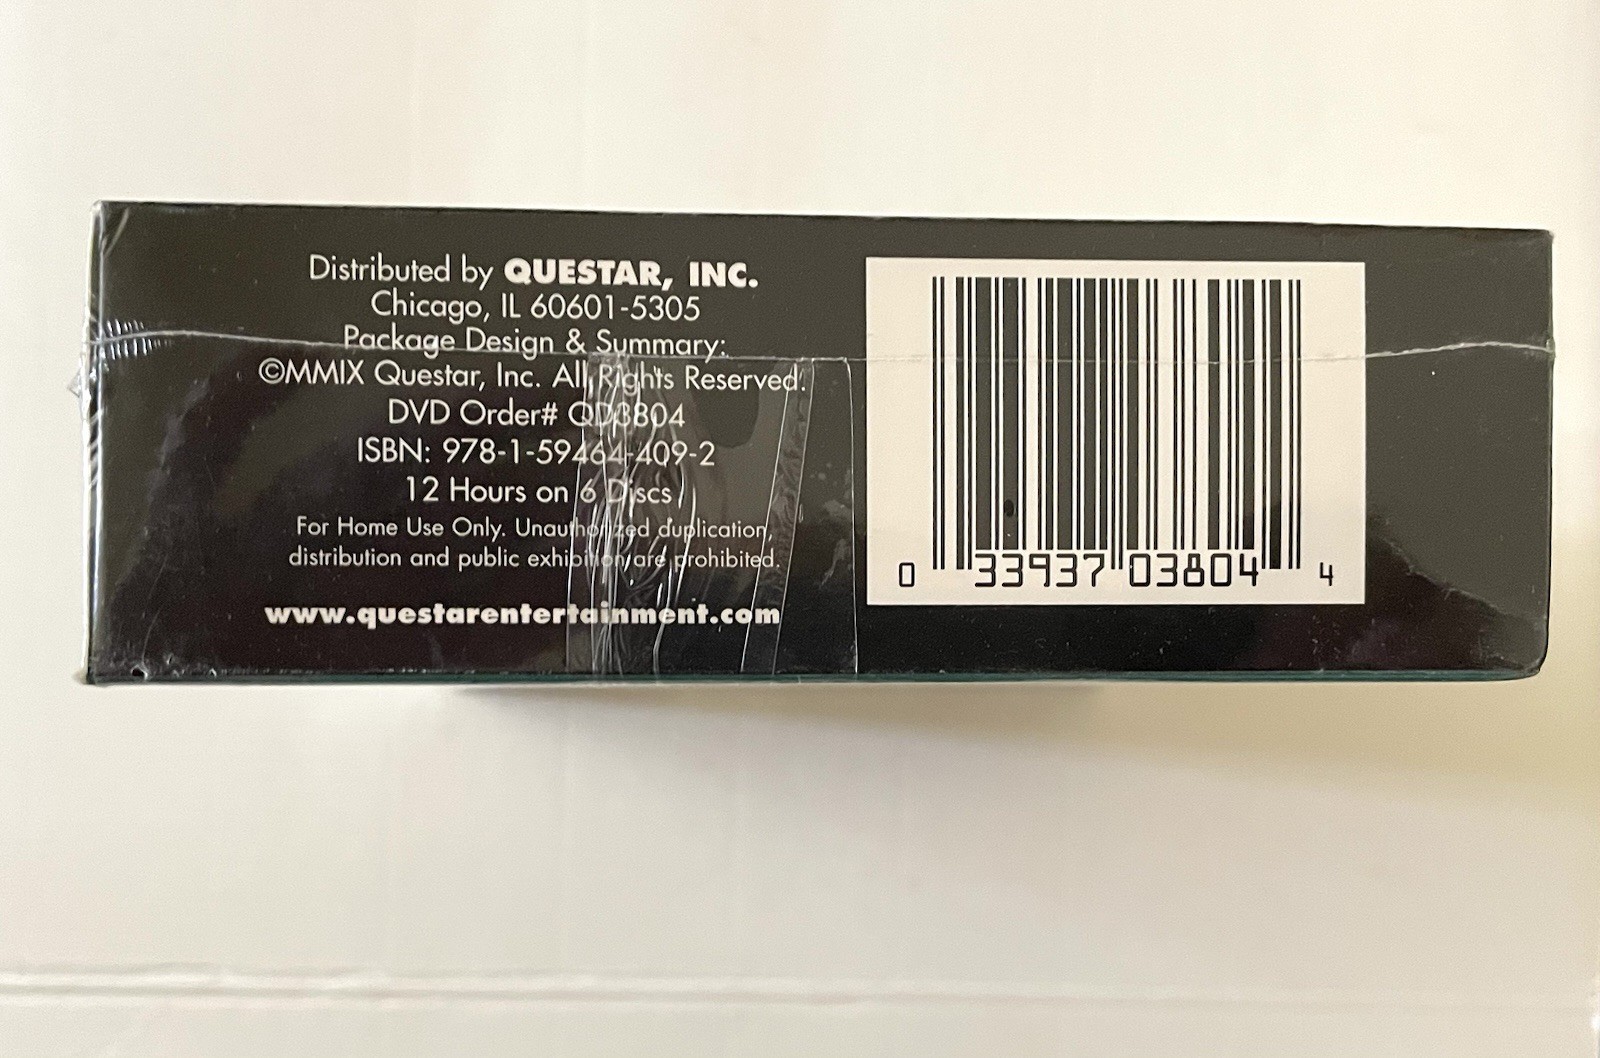 Distributed by QUESTAR, INC.
Chicago, IL 60601-5305
Package Design & Summary:
©MMIX Questar, Inc. All Rights Reserved.
DVD Order# QD3804
ISBN: 978-1-59464-409-2
12 Hours on 6 Discs
For Home Use Only. Unauthorized duplication,
distribution and public exhibition are prohibited.
www.questarentertainment.com
0 33937 03804 4